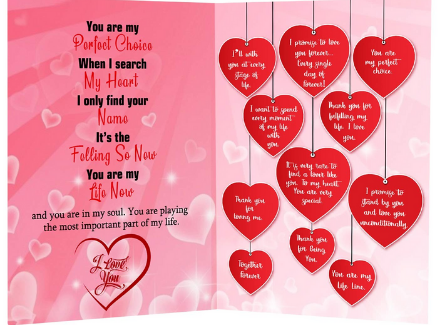 You are my
Perfect Choice
When I search
My Heart
I only find your
Name
It's the
Falling So Now
You are my
Life Now
and you are in my soul. You are playing
the most important part of my life.
I Love
You
I'll with
you at every
stage of
life.
I promise to love
you forever...
Every single
day of
forever!
You are
my perfect
choice
I want to spend
every moment
of my life
with
you
Thank you for
fulfilling my
life. I love
you.
It's very rare to
find a lover like
you to my heart.
You are very
special
Thank you
for
loving me.
I promise to
stand by you
and love you
unconditionally
Thank you
for being
You.
Together
Forever
You are my
life line.